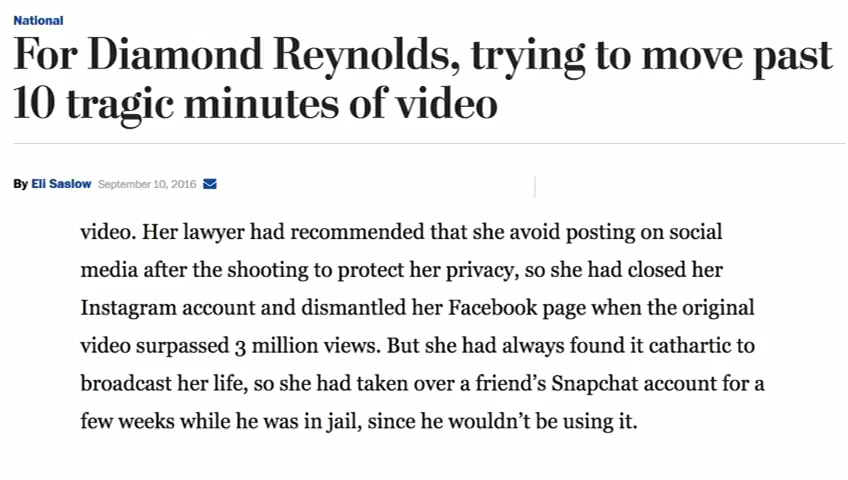 National
For Diamond Reynolds, trying to move past
10 tragic minutes of video
By Eli Saslow September 10, 2016
video. Her lawyer had recommended that she avoid posting on social
media after the shooting to protect her privacy, so she had closed her
Instagram account and dismantled her Facebook page when the original
video surpassed 3 million views. But she had always found it cathartic to
broadcast her life, so she had taken over a friend’s Snapchat account for a
few weeks while he was in jail, since he wouldn’t be using it.